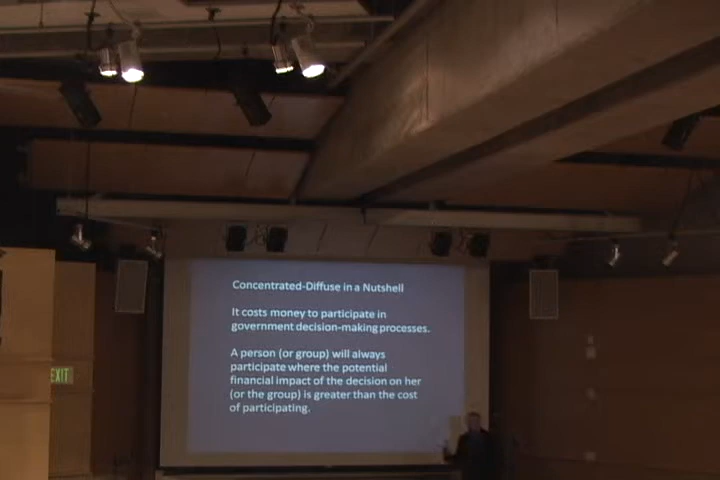 Concentrated-Diffuse in a Nutshell
It costs money to participate in
government decision-making processes.
A person (or group) will always
participate where the potential
financial impact of the decision on her
(or the group) is greater than the cost
of participating.
EXIT